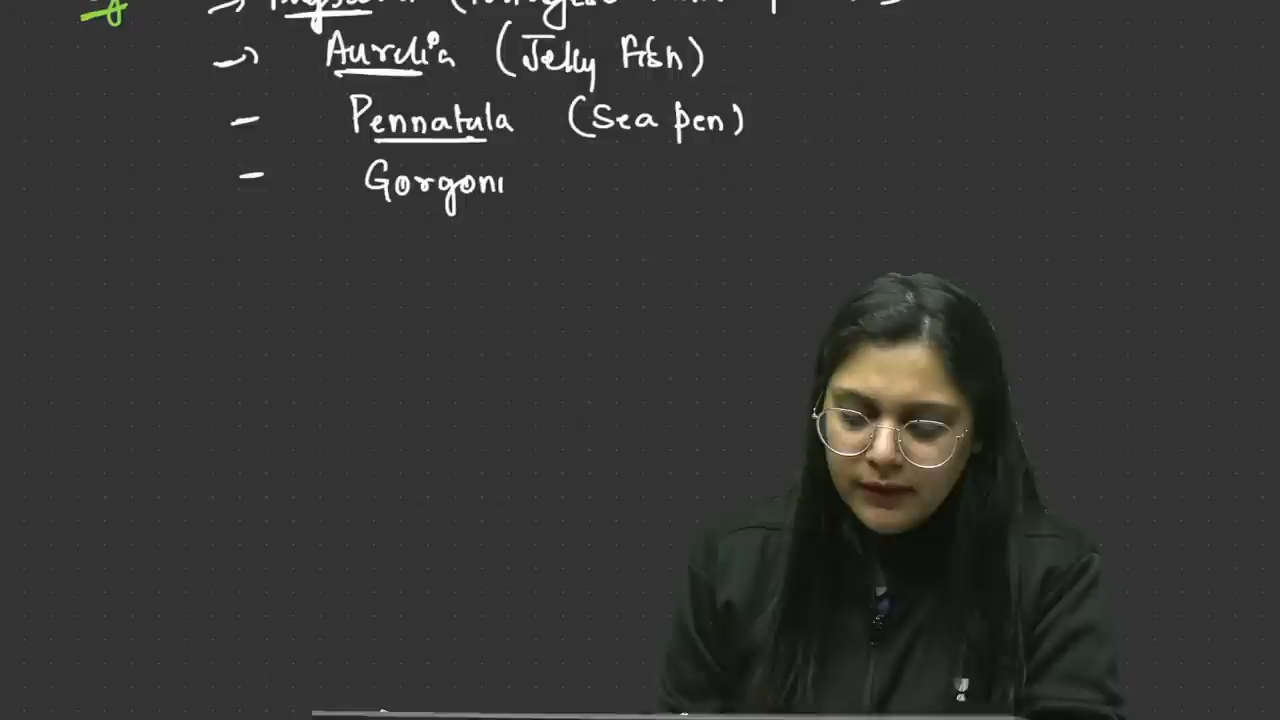 Aurelia (Jelly fish)
- Pennatula (Sea pen)
- Gorgoni